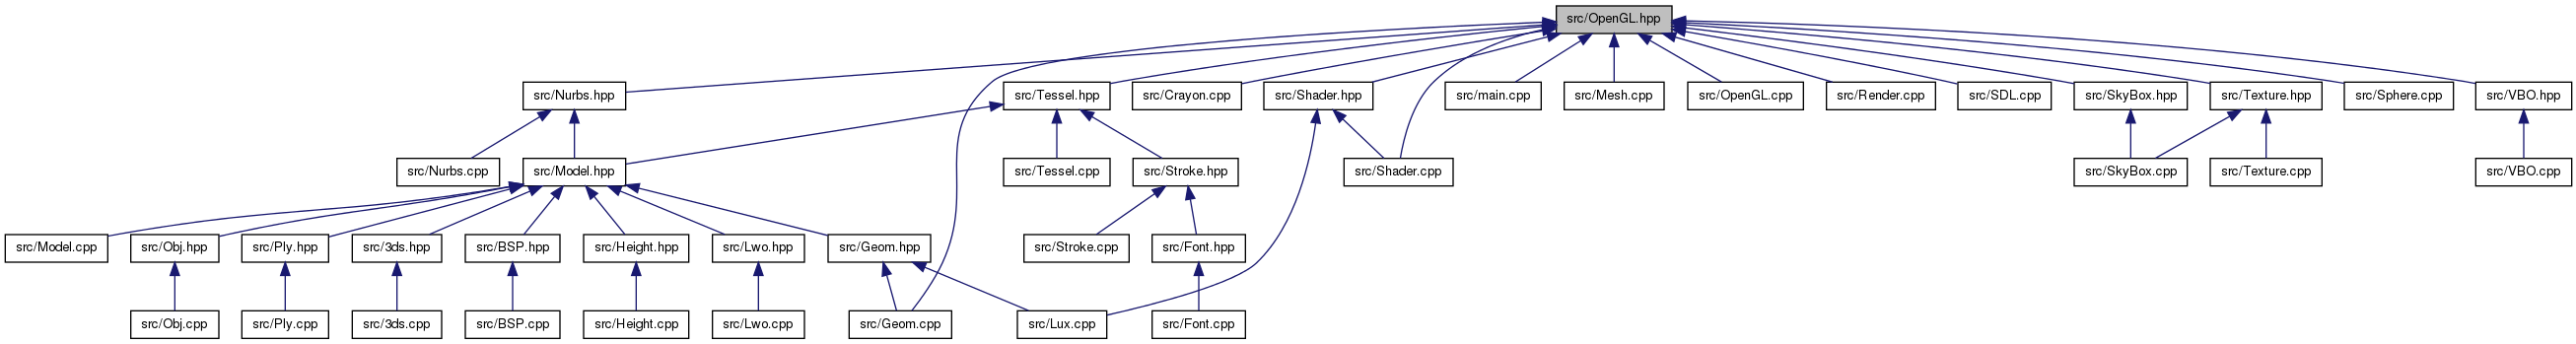 src/OpenGL.hpp
src/Nurbs.hpp
src/Tessel.hpp
src/Crayon.cpp
src/Shader.hpp
src/main.cpp
src/Mesh.cpp
src/OpenGL.cpp
src/Render.cpp
src/SDL.cpp
src/SkyBox.hpp
src/Texture.hpp
src/Sphere.cpp
src/VBO.hpp
src/Nurbs.cpp
src/Model.hpp
src/Tessel.cpp
src/Stroke.hpp
src/Shader.cpp
src/SkyBox.cpp
src/Texture.cpp
src/VBO.cpp
src/Model.cpp
src/Obj.hpp
src/Ply.hpp
src/3ds.hpp
src/BSP.hpp
src/Height.hpp
src/Lwo.hpp
src/Geom.hpp
src/Stroke.cpp
src/Font.hpp
src/Obj.cpp
src/Ply.cpp
src/3ds.cpp
src/BSP.cpp
src/Height.cpp
src/Lwo.cpp
src/Geom.cpp
src/Lux.cpp
src/Font.cpp